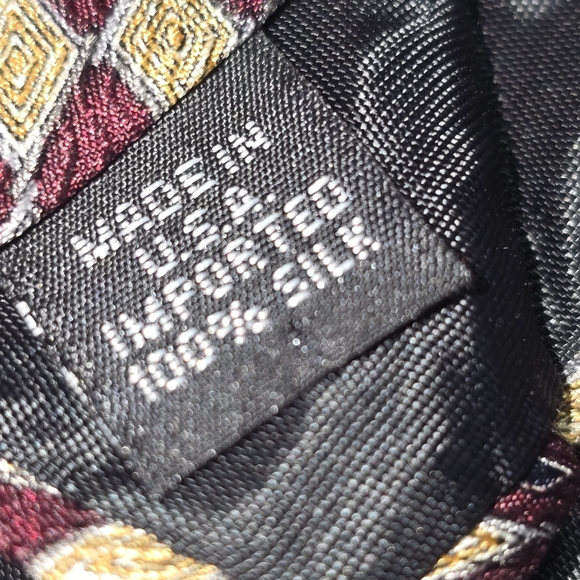 MADE IN
U.S.A.
IMPORTED
100% SILK